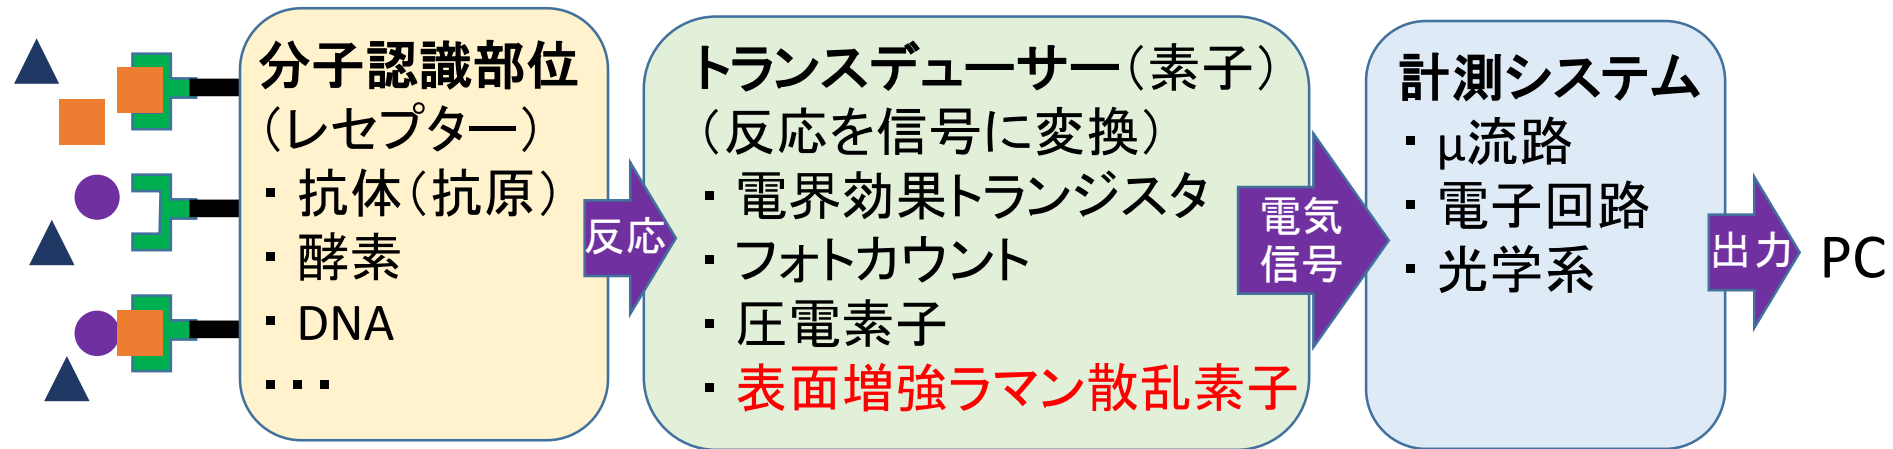 分子認識部位
（レセプター）
・抗体（抗原）
・酵素
・DNA
・・・
反応
トランスデューサー（素子）
（反応を信号に変換）
・電界効果トランジスタ
・フォトカウント
・圧電素子
・表面増強ラマン散乱素子
電気
信号
計測システム
・μ流路
・電子回路
・光学系
出力
PC